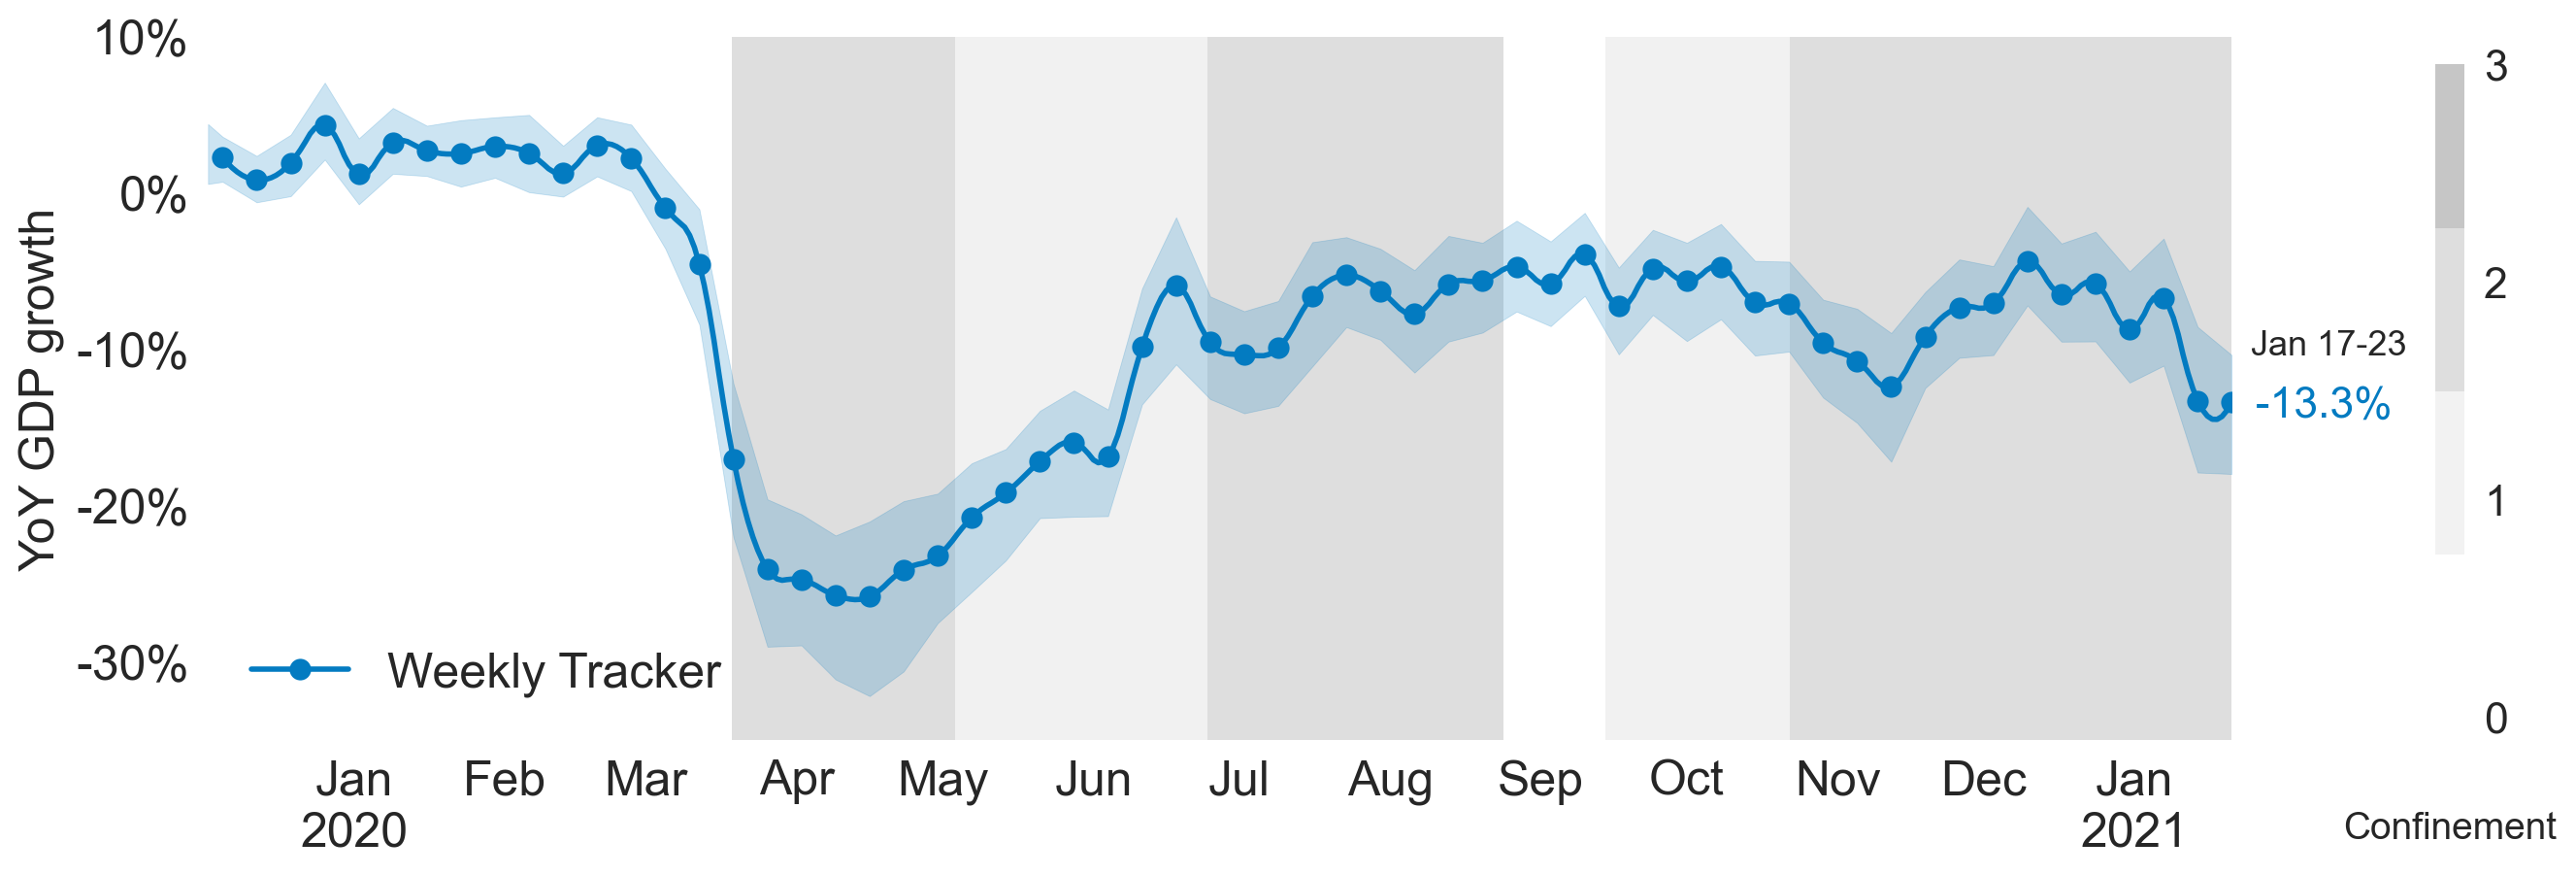 10%
0%
-10%
-20%
-30%
YoY GDP growth
Weekly Tracker
Jan Feb Mar Apr May Jun Jul Aug Sep Oct Nov Dec Jan
2020 2021
Jan 17-23
-13.3%
3
2
1
0
Confinement